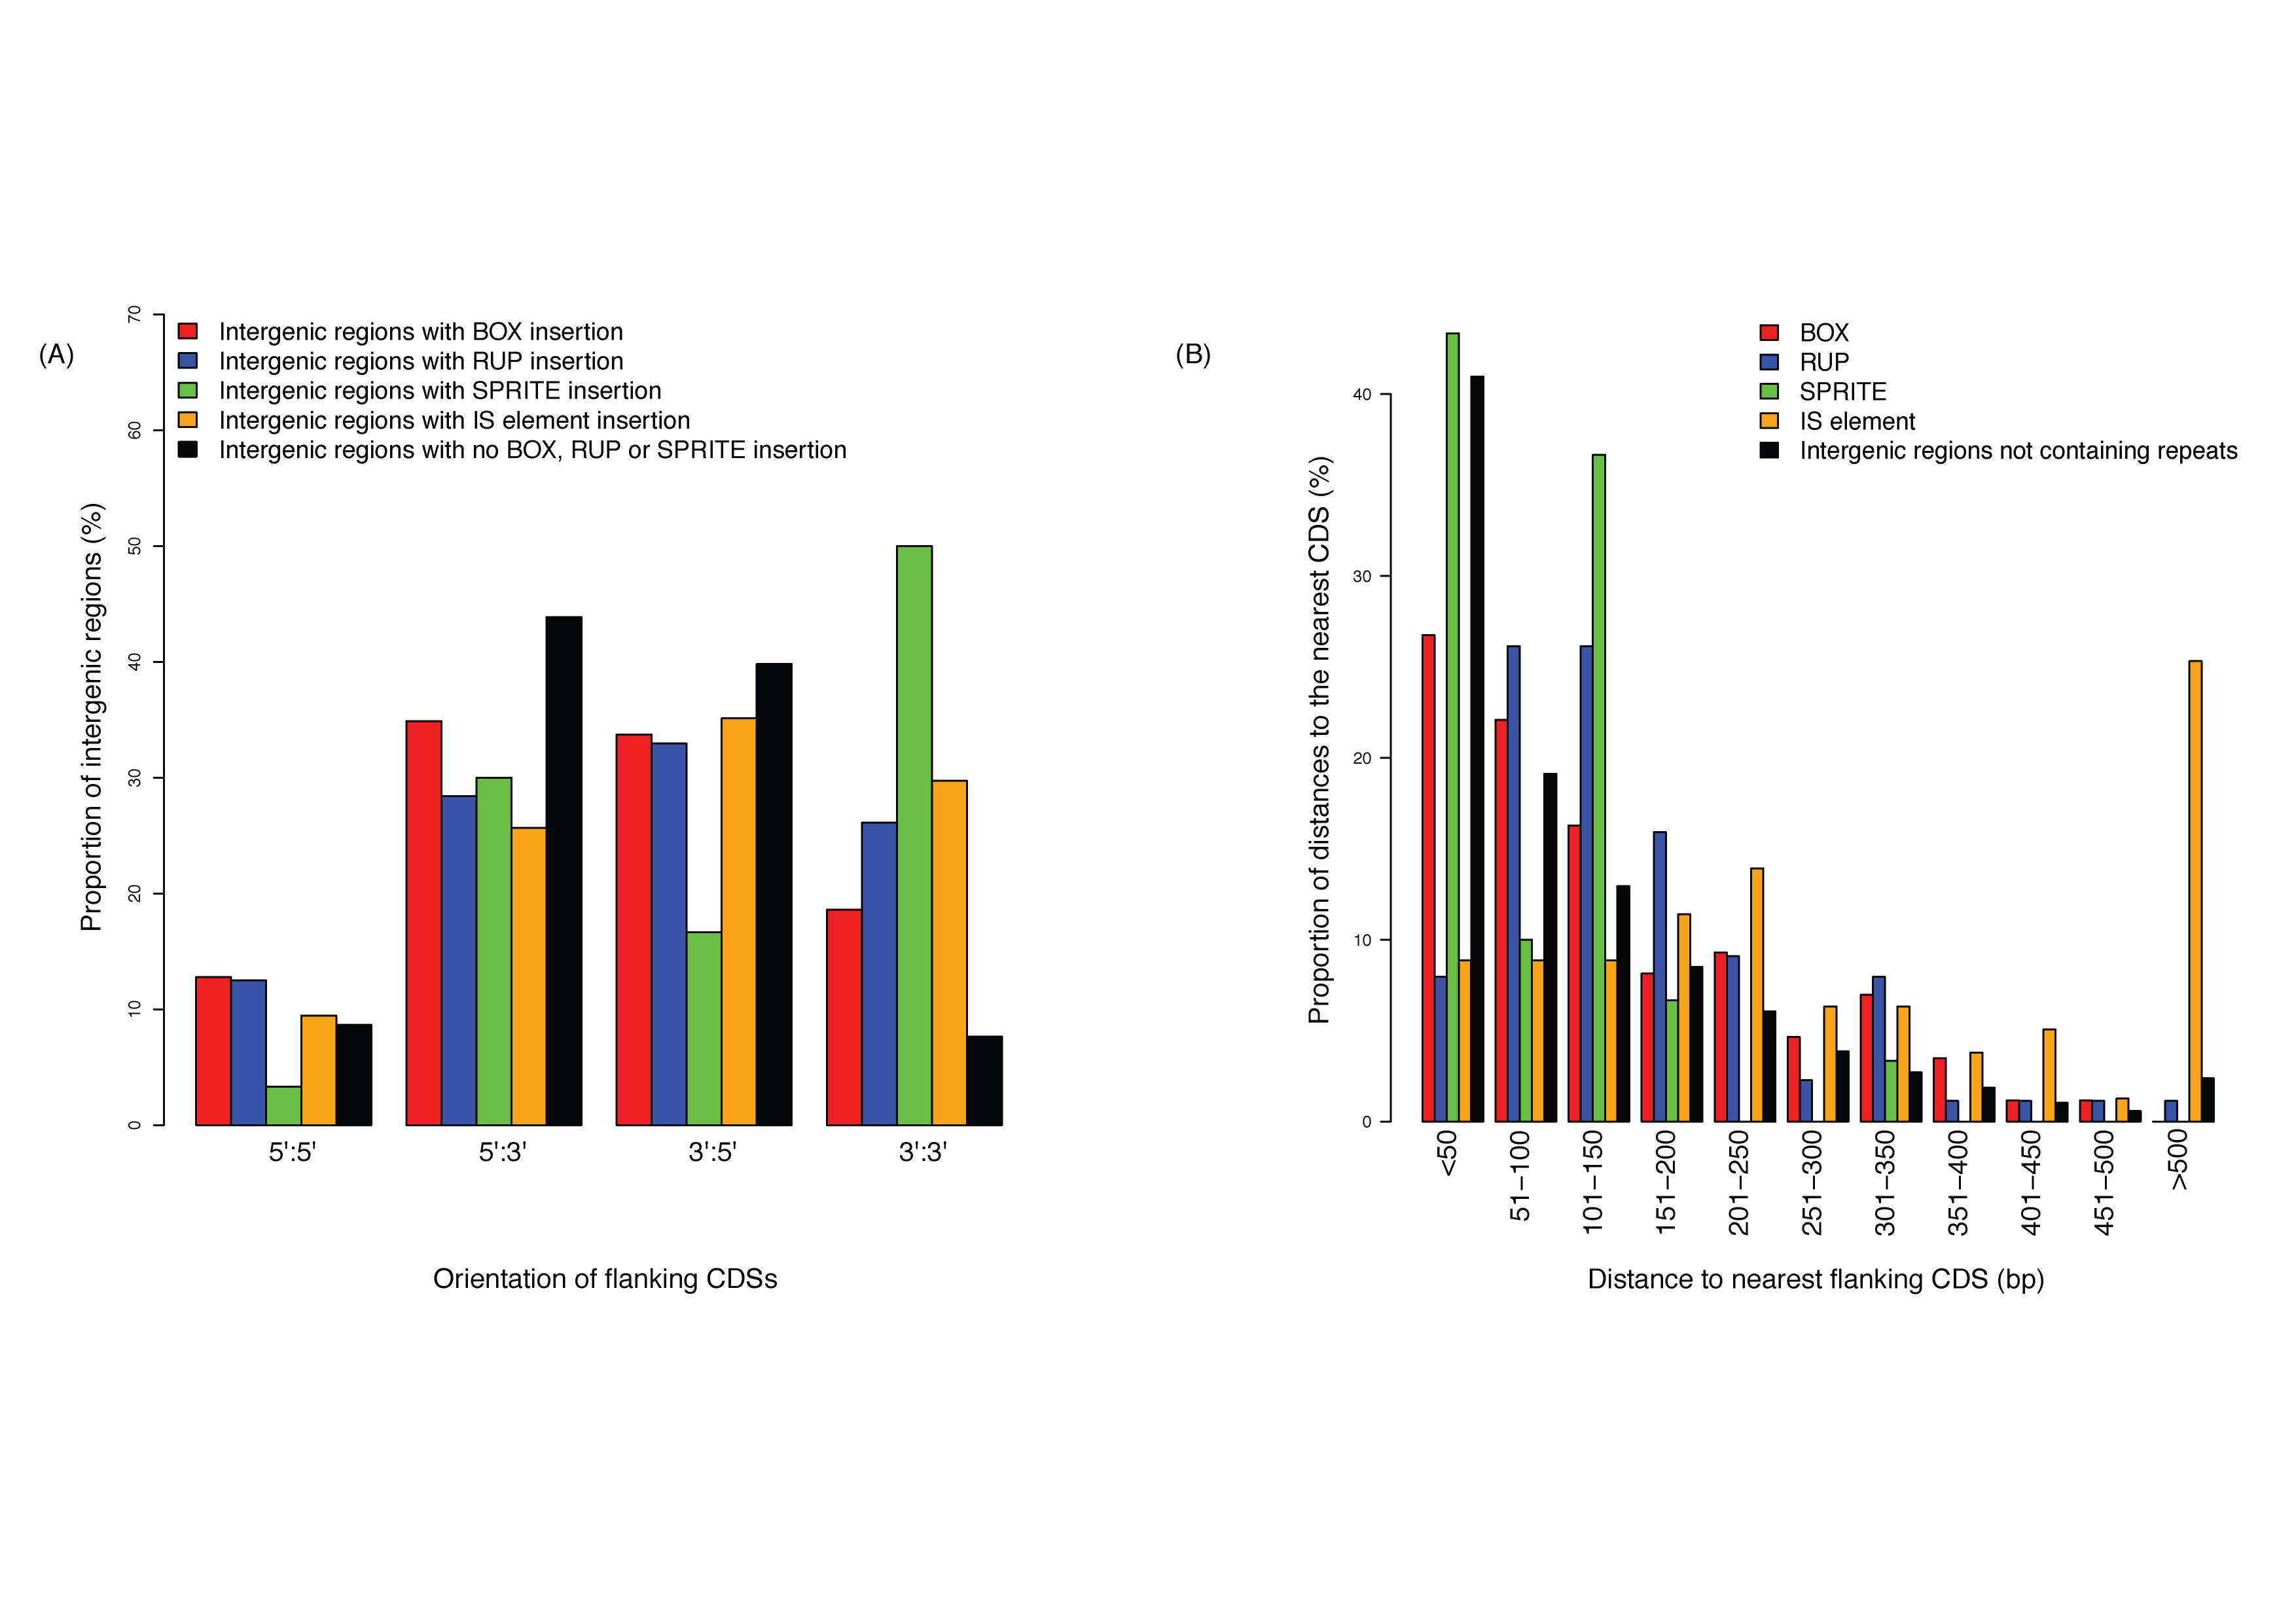 (A)
70
60
50
40
30
20
10
0
Proportion of intergenic regions (%)
Intergenic regions with BOX insertion
Intergenic regions with RUP insertion
Intergenic regions with SPRITE insertion
Intergenic regions with IS element insertion
Intergenic regions with no BOX, RUP or SPRITE insertion
5':5'
5':3'
3':5'
3':3'
Orientation of flanking CDSs
(B)
40
30
20
10
0
Proportion of distances to the nearest CDS (%)
BOX
RUP
SPRITE
IS element
Intergenic regions not containing repeats
<50
51–100
101–150
151–200
201–250
251–300
301–350
351–400
401–450
451–500
>500
Distance to nearest flanking CDS (bp)